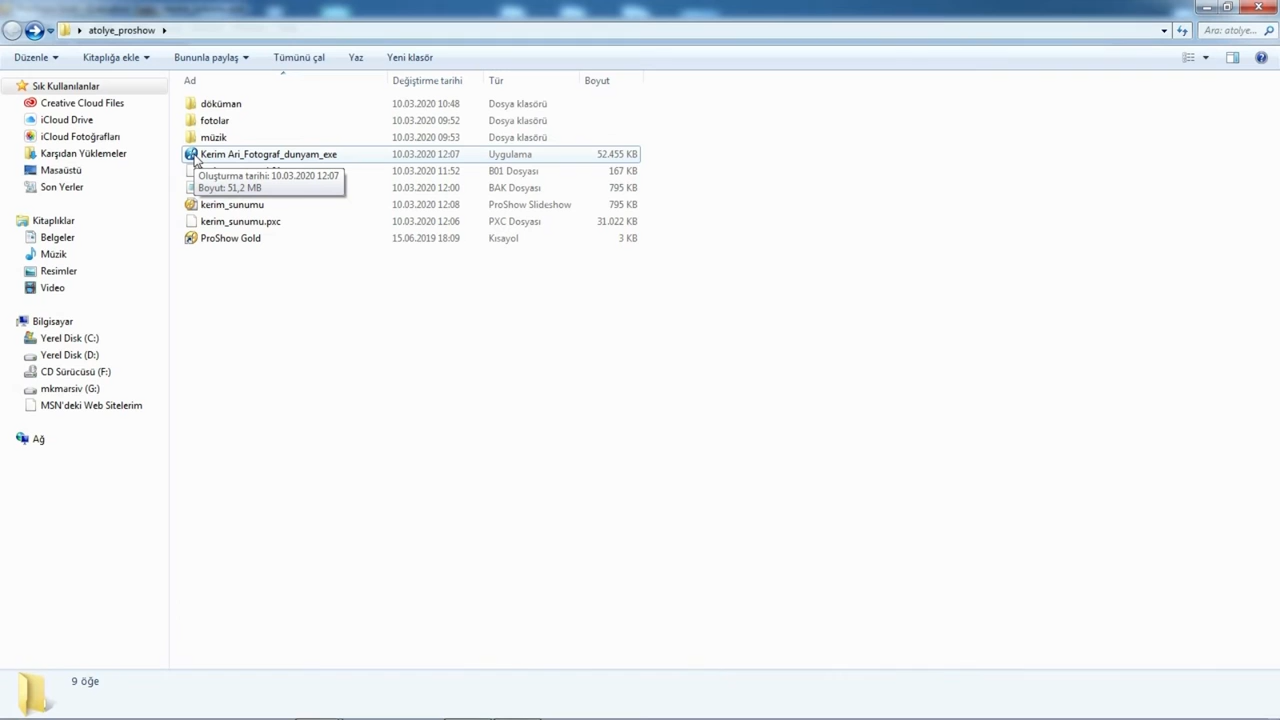 atolye_proshow
Ara: atolye...
Düzenle Kitaplığa ekle Bununla paylaş Tümünü çal Yaz Yeni klasör
Sık Kullanılanlar
Creative Cloud Files
iCloud Drive
iCloud Fotoğrafları
Karşıdan Yüklemeler
Masaüstü
Son Yerler
Kitaplıklar
Belgeler
Müzik
Resimler
Video
Bilgisayar
Yerel Disk (C:)
Yerel Disk (D:)
CD Sürücüsü (F:)
mkmarsiv (G:)
MSN'deki Web Sitelerim
Ağ
Ad Değiştirme tarihi Tür Boyut
döküman 10.03.2020 10:48 Dosya klasörü
fotolar 10.03.2020 09:52 Dosya klasörü
müzik 10.03.2020 09:53 Dosya klasörü
Kerim Ari_Fotograf_dunyam_exe 10.03.2020 12:07 Uygulama 52.455 KB
10.03.2020 11:52 B01 Dosyası 167 KB
Oluşturma tarihi: 10.03.2020 12:07
Boyut: 51,2 MB
10.03.2020 12:00 BAK Dosyası 795 KB
kerim_sunumu 10.03.2020 12:08 ProShow Slideshow 795 KB
kerim_sunumu.pxc 10.03.2020 12:06 PXC Dosyası 31.022 KB
ProShow Gold 15.06.2019 18:09 Kısayol 3 KB
9 öğe